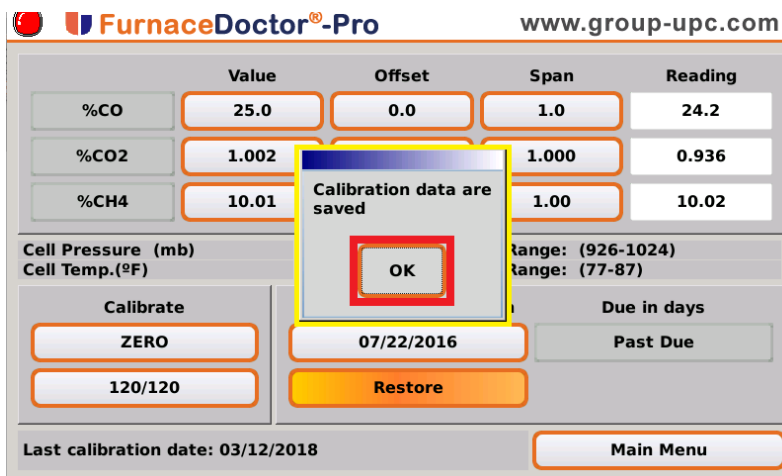 FurnaceDoctor®-Pro www.group-upc.com
Value Offset Span Reading
%CO 25.0 0.0 1.0 24.2
%CO2 1.002 1.000 0.936
%CH4 10.01 1.00 10.02
Calibration data are
saved
OK
Cell Pressure (mb) Range: (926-1024)
Cell Temp.(ºF) Range: (77-87)
Calibrate Due in days
ZERO 07/22/2016 Past Due
120/120 Restore
Last calibration date: 03/12/2018 Main Menu